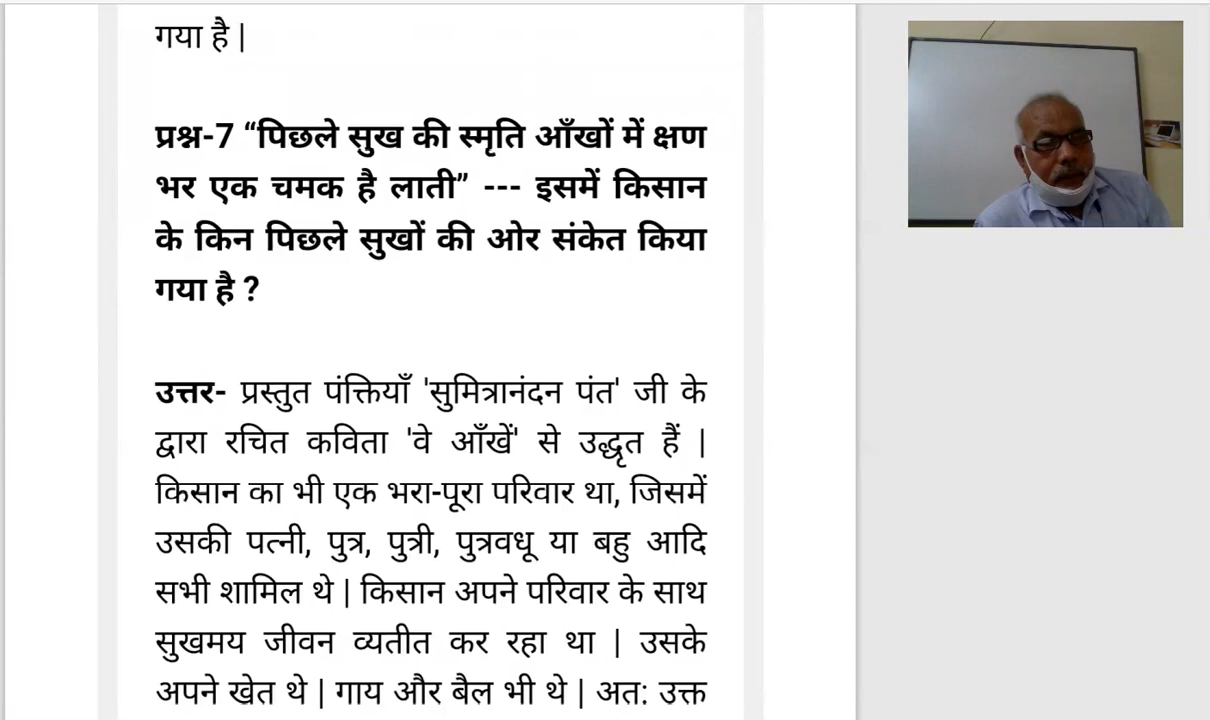 गया है |
प्रश्न-7 “पिछले सुख की स्मृति आँखों में क्षण
भर एक चमक है लाती” --- इसमें किसान
के किन पिछले सुखों की ओर संकेत किया
गया है ?
उत्तर- प्रस्तुत पंक्तियाँ 'सुमित्रानंदन पंत' जी के
द्वारा रचित कविता 'वे आँखें' से उद्धृत हैं |
किसान का भी एक भरा-पूरा परिवार था, जिसमें
उसकी पत्नी, पुत्र, पुत्री, पुत्रवधू या बहु आदि
सभी शामिल थे | किसान अपने परिवार के साथ
सुखमय जीवन व्यतीत कर रहा था | उसके
अपने खेत थे | गाय और बैल भी थे | अत: उक्त